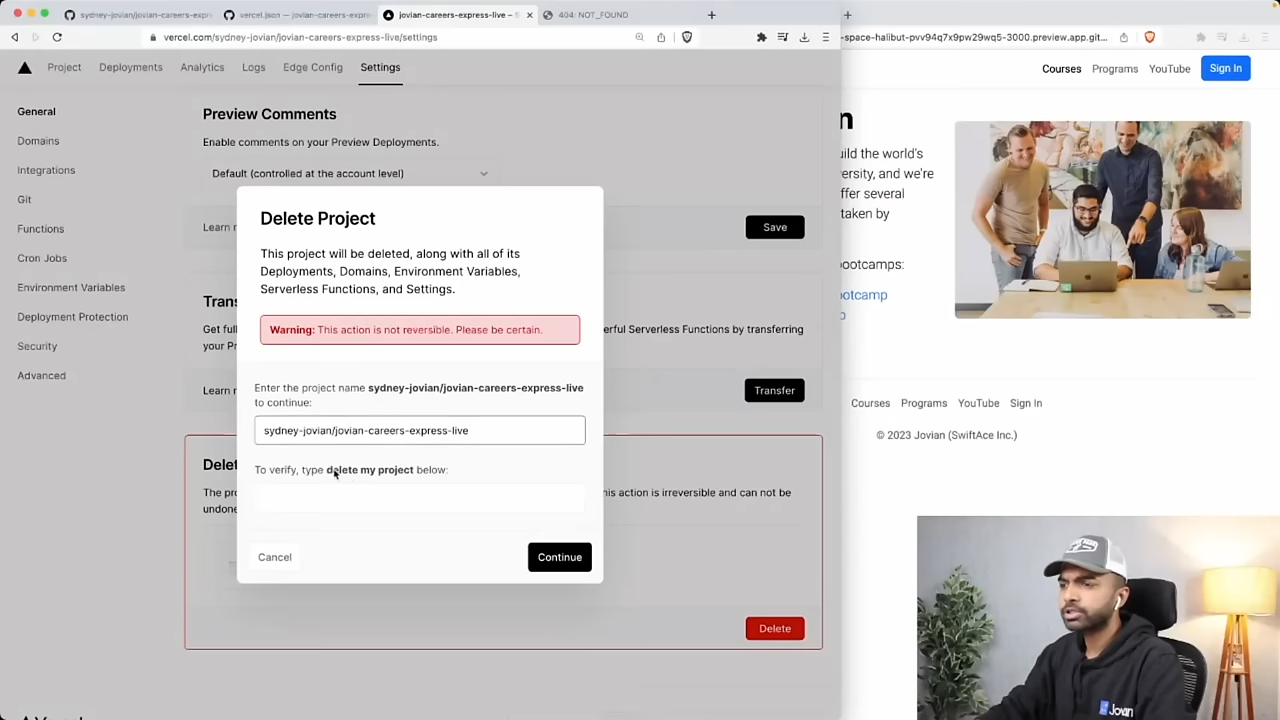 sydney-jovian/jovian-careers-expr
vercel.json — jovian-careers-expre
jovian-careers-express-live –
404: NOT_FOUND
vercel.com/sydney-jovian/jovian-careers-express-live/settings
-space-halibut-pvv94q7x9pw29wq5-3000.preview.app.git...
Project
Deployments
Analytics
Logs
Edge Config
Settings
Courses
Programs
YouTube
Sign In
General
Domains
Integrations
Git
Functions
Cron Jobs
Environment Variables
Deployment Protection
Security
Advanced
Preview Comments
Enable comments on your Preview Deployments.
Default (controlled at the account level)
Learn
Save
Delete Project
This project will be deleted, along with all of its
Deployments, Domains, Environment Variables,
Serverless Functions, and Settings.
Warning: This action is not reversible. Please be certain.
Enter the project name sydney-jovian/jovian-careers-express-live
to continue:
sydney-jovian/jovian-careers-express-live
To verify, type delete my project below:
Cancel
Continue
Trans
Get full
erful Serverless Functions by transferring
your Pr
Learn
Transfer
Delet
The pro
his action is irreversible and can not be
undone
Delete
n
uild the world's
versity, and we're
ffer several
taken by
ootcamps:
otcamp
p
Courses
Programs
YouTube
Sign In
© 2023 Jovian (SwiftAce Inc.)
Jovian